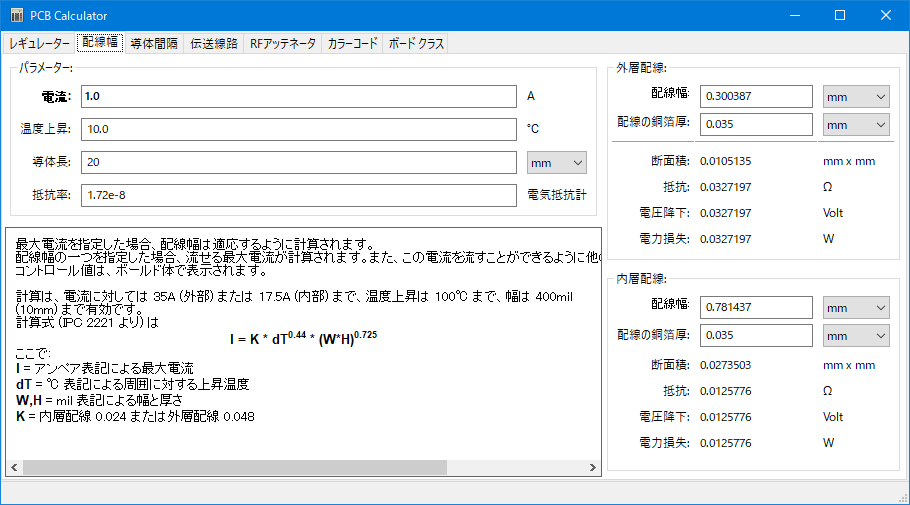 PCB Calculator
レギュレーター 配線幅 導体間隔 伝送線路 RFアッテネータ カラーコード ボードクラス
パラメーター:
電流: 1.0 A
温度上昇: 10.0 °C
導体長: 20 mm
抵抗率: 1.72e-8 電気抵抗計
最大電流を指定した場合、配線幅は適応するように計算されます。
配線幅の一つを指定した場合、流せる最大電流が計算されます。また、この電流を流すことができるように他の
コントロール値は、ボールド体で表示されます。
計算は、電流に対しては 35A (外部) または 17.5A (内部) まで、温度上昇は 100℃ まで、幅は 400mil
(10mm) まで有効です。
計算式 (IPC 2221 より) は
I = K * dT0.44 * (W*H)0.725
ここで:
I = アンペア表記による最大電流
dT = ℃ 表記による周囲に対する上昇温度
W,H = mil 表記による幅と厚さ
K = 内層配線 0.024 または外層配線 0.048
外層配線:
配線幅: 0.300387 mm
配線の銅箔厚: 0.035 mm
断面積: 0.0105135 mm x mm
抵抗: 0.0327197 Ω
電圧降下: 0.0327197 Volt
電力損失: 0.0327197 W
内層配線:
配線幅: 0.781437 mm
配線の銅箔厚: 0.035 mm
断面積: 0.0273503 mm x mm
抵抗: 0.0125776 Ω
電圧降下: 0.0125776 Volt
電力損失: 0.0125776 W